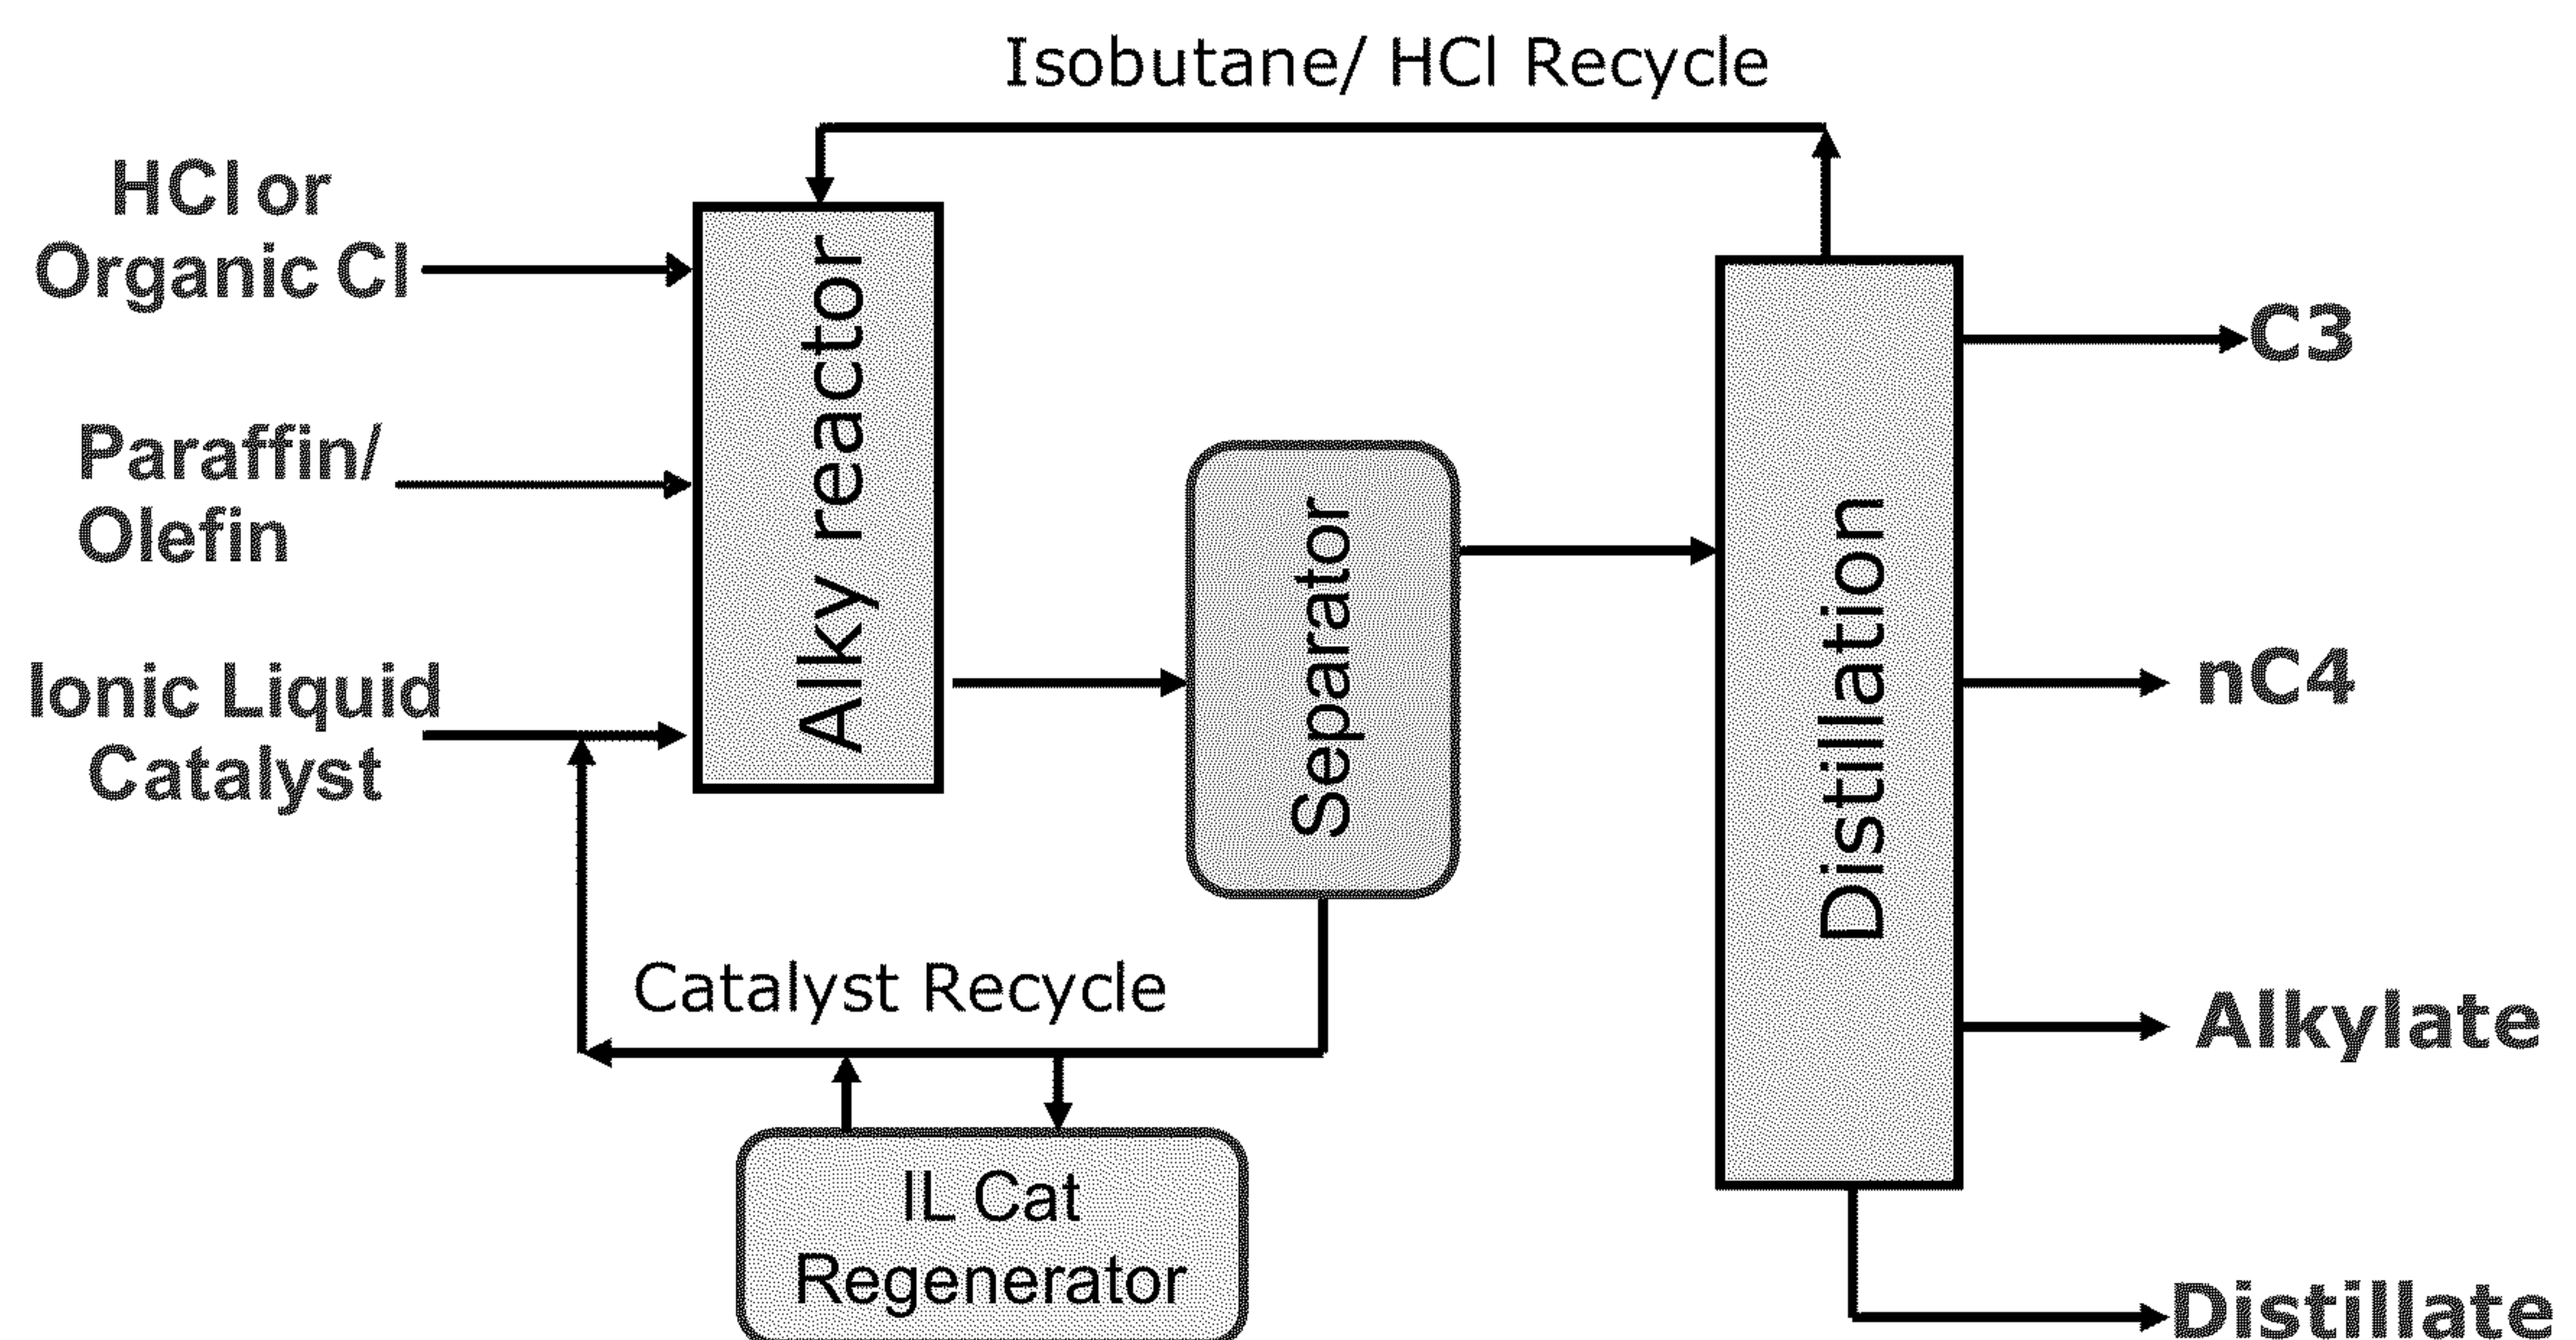 Isobutane/ HCl Recycle
HCl or
Organic Cl
Paraffin/
Olefin
Ionic Liquid
Catalyst
Alky reactor
Separator
Distillation
C3
nC4
Alkylate
Distillate
Catalyst Recycle
IL Cat
Regenerator